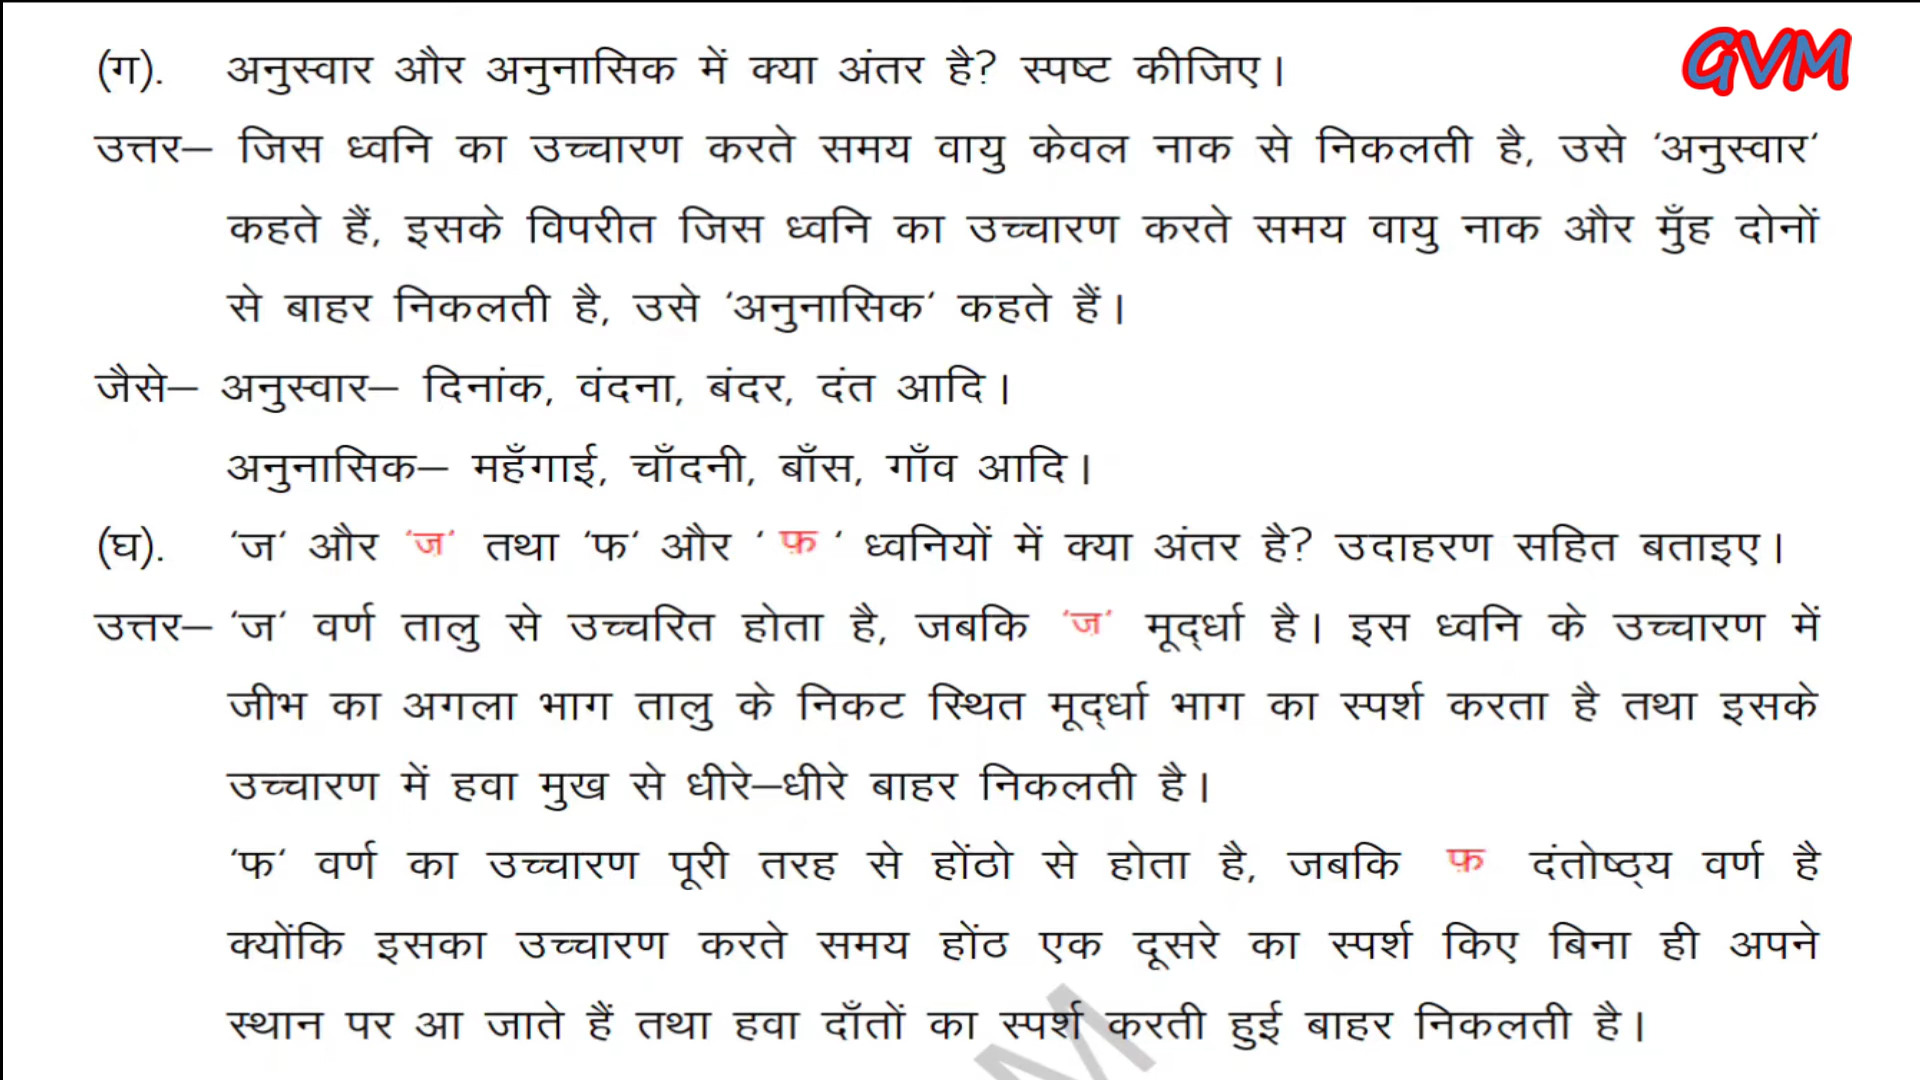 (ग). अनुस्वार और अनुनासिक में क्या अंतर है? स्पष्ट कीजिए।
GVM
उत्तर– जिस ध्वनि का उच्चारण करते समय वायु केवल नाक से निकलती है, उसे ‘अनुस्वार‘
कहते हैं, इसके विपरीत जिस ध्वनि का उच्चारण करते समय वायु नाक और मुँह दोनों
से बाहर निकलती है, उसे ‘अनुनासिक‘ कहते हैं।
जैसे– अनुस्वार– दिनांक, वंदना, बंदर, दंत आदि।
अनुनासिक– महँगाई, चाँदनी, बाँस, गाँव आदि।
(घ). ‘ज‘ और ‘ज़‘ तथा ‘फ‘ और ‘ फ़ ‘ ध्वनियों में क्या अंतर है? उदाहरण सहित बताइए।
उत्तर– ‘ज‘ वर्ण तालु से उच्चरित होता है, जबकि ‘ज़‘ मूर्द्धा है। इस ध्वनि के उच्चारण में
जीभ का अगला भाग तालु के निकट स्थित मूर्द्धा भाग का स्पर्श करता है तथा इसके
उच्चारण में हवा मुख से धीरे–धीरे बाहर निकलती है।
‘फ‘ वर्ण का उच्चारण पूरी तरह से होंठो से होता है, जबकि फ़ दंतोष्ठ्य वर्ण है
क्योंकि इसका उच्चारण करते समय होंठ एक दूसरे का स्पर्श किए बिना ही अपने
स्थान पर आ जाते हैं तथा हवा दाँतों का स्पर्श करती हुई बाहर निकलती है।
M